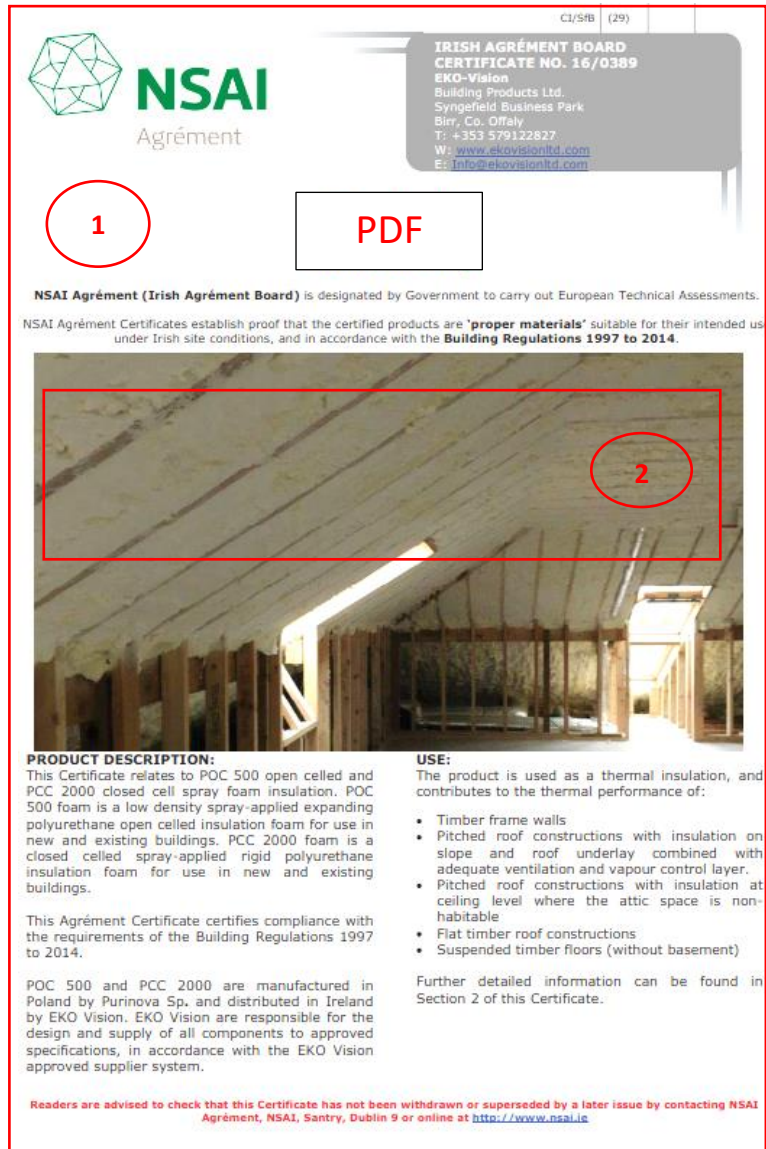 CI/SfB (29)
NSAI
Agrément
IRISH AGRÉMENT BOARD
CERTIFICATE NO. 16/0389
EKO-Vision
Building Products Ltd.
Syngefield Business Park
Birr, Co. Offaly
T: +353 579122827
W: www.ekovisionltd.com
E: Info@ekovisionltd.com
1
PDF
NSAI Agrément (Irish Agrément Board) is designated by Government to carry out European Technical Assessments.
NSAI Agrément Certificates establish proof that the certified products are 'proper materials' suitable for their intended us
under Irish site conditions, and in accordance with the Building Regulations 1997 to 2014.
2
PRODUCT DESCRIPTION:
This Certificate relates to POC 500 open celled and
PCC 2000 closed cell spray foam insulation. POC
500 foam is a low density spray-applied expanding
polyurethane open celled insulation foam for use in
new and existing buildings. PCC 2000 foam is a
closed celled spray-applied rigid polyurethane
insulation foam for use in new and existing
buildings.
This Agrément Certificate certifies compliance with
the requirements of the Building Regulations 1997
to 2014.
POC 500 and PCC 2000 are manufactured in
Poland by Purinova Sp. and distributed in Ireland
by EKO Vision. EKO Vision are responsible for the
design and supply of all components to approved
specifications, in accordance with the EKO Vision
approved supplier system.
USE:
The product is used as a thermal insulation, and
contributes to the thermal performance of:
• Timber frame walls
• Pitched roof constructions with insulation on
slope and roof underlay combined with
adequate ventilation and vapour control layer.
• Pitched roof constructions with insulation at
ceiling level where the attic space is non-
habitable
• Flat timber roof constructions
• Suspended timber floors (without basement)
Further detailed information can be found in
Section 2 of this Certificate.
Readers are advised to check that this Certificate has not been withdrawn or superseded by a later issue by contacting NSAI
Agrément, NSAI, Santry, Dublin 9 or online at http://www.nsai.ie